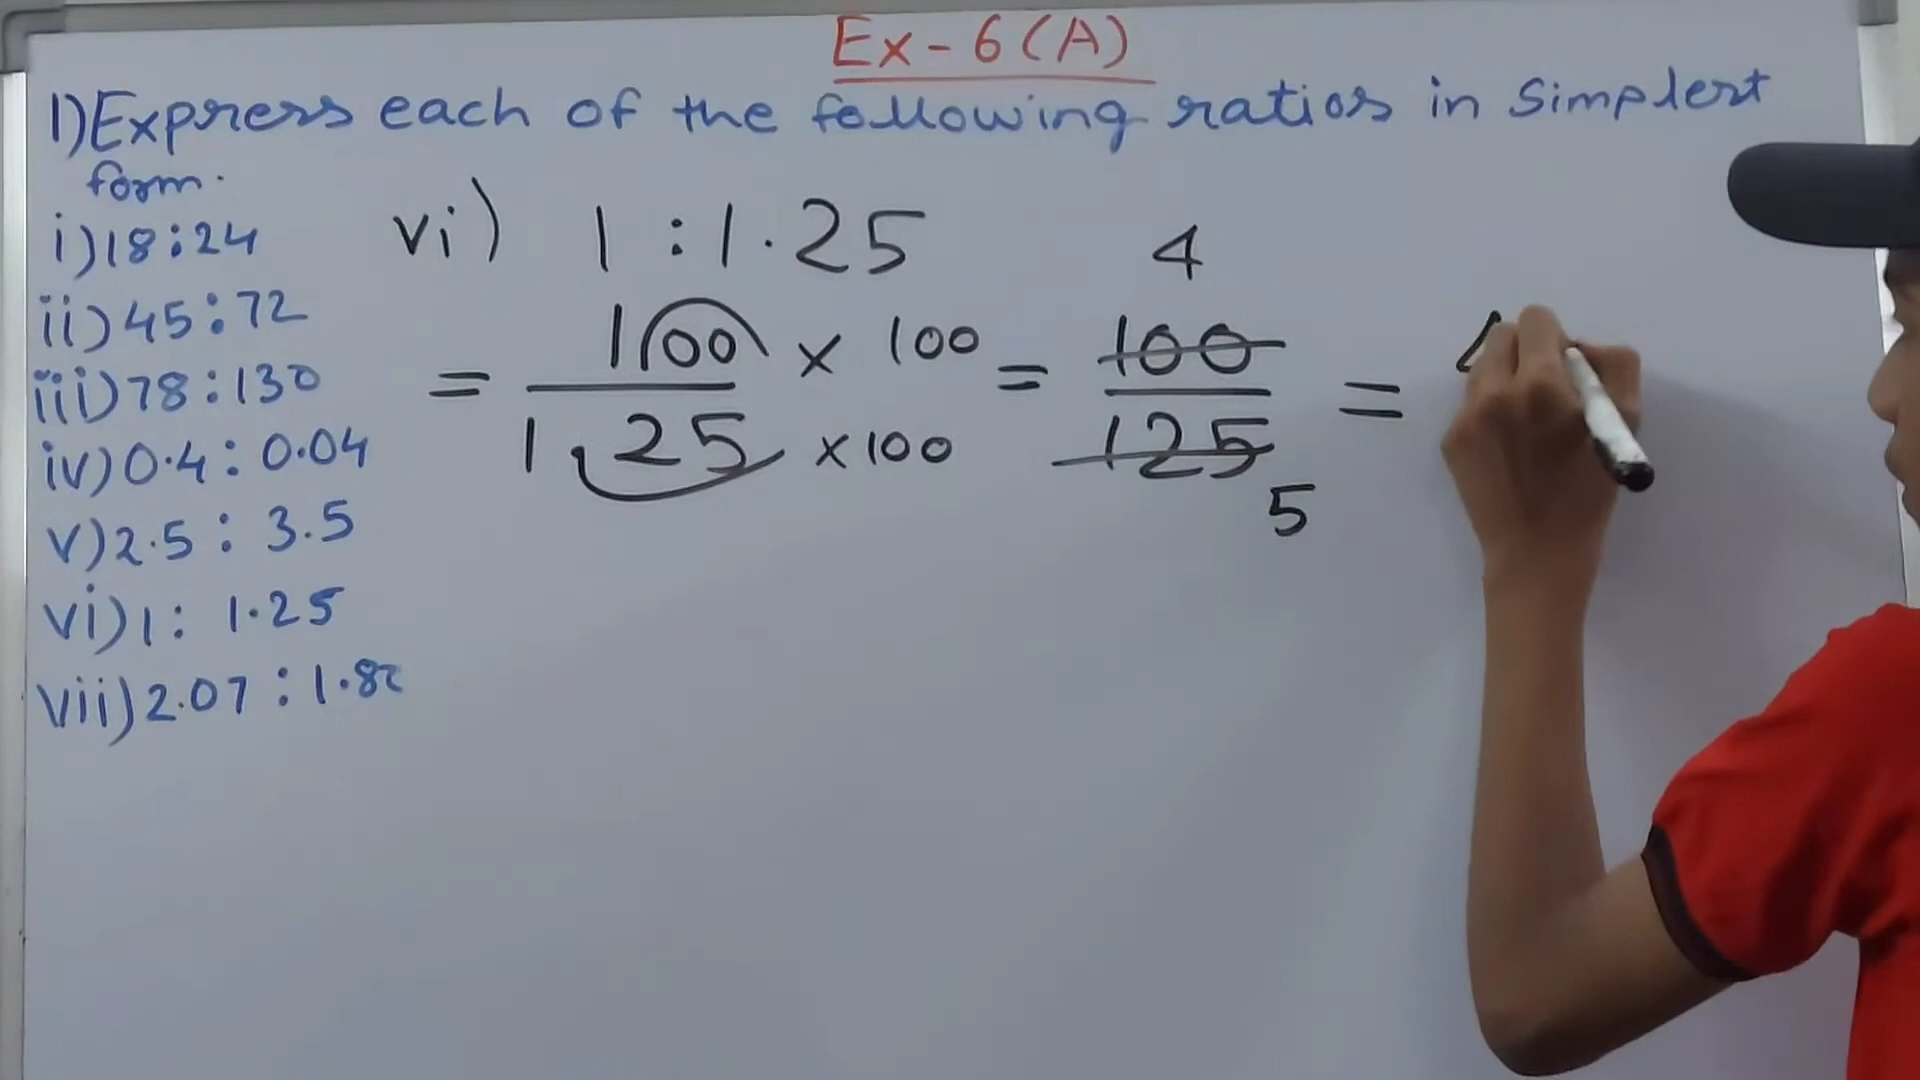 Ex-6(A)
1) Express each of the following ratios in simplest
form.
i) 18:24
ii) 45:72
iii) 78:130
iv) 0.4:0.04
v) 2.5 : 3.5
vi) 1 : 1.25
vii) 2.07 :
vi) 1 : 1.25
4
= 100 × 100 = 100 =
1.25 × 100 125
5